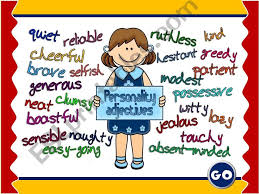 quiet reliable ruthless kind
cheerful hesitant greedy
brave selfish patient
generous modest
neat clumsy possessive
boastful witty
Personality
adjectives
jealous lazy
sensible naughty touchy
easy-going absent-minded
GO